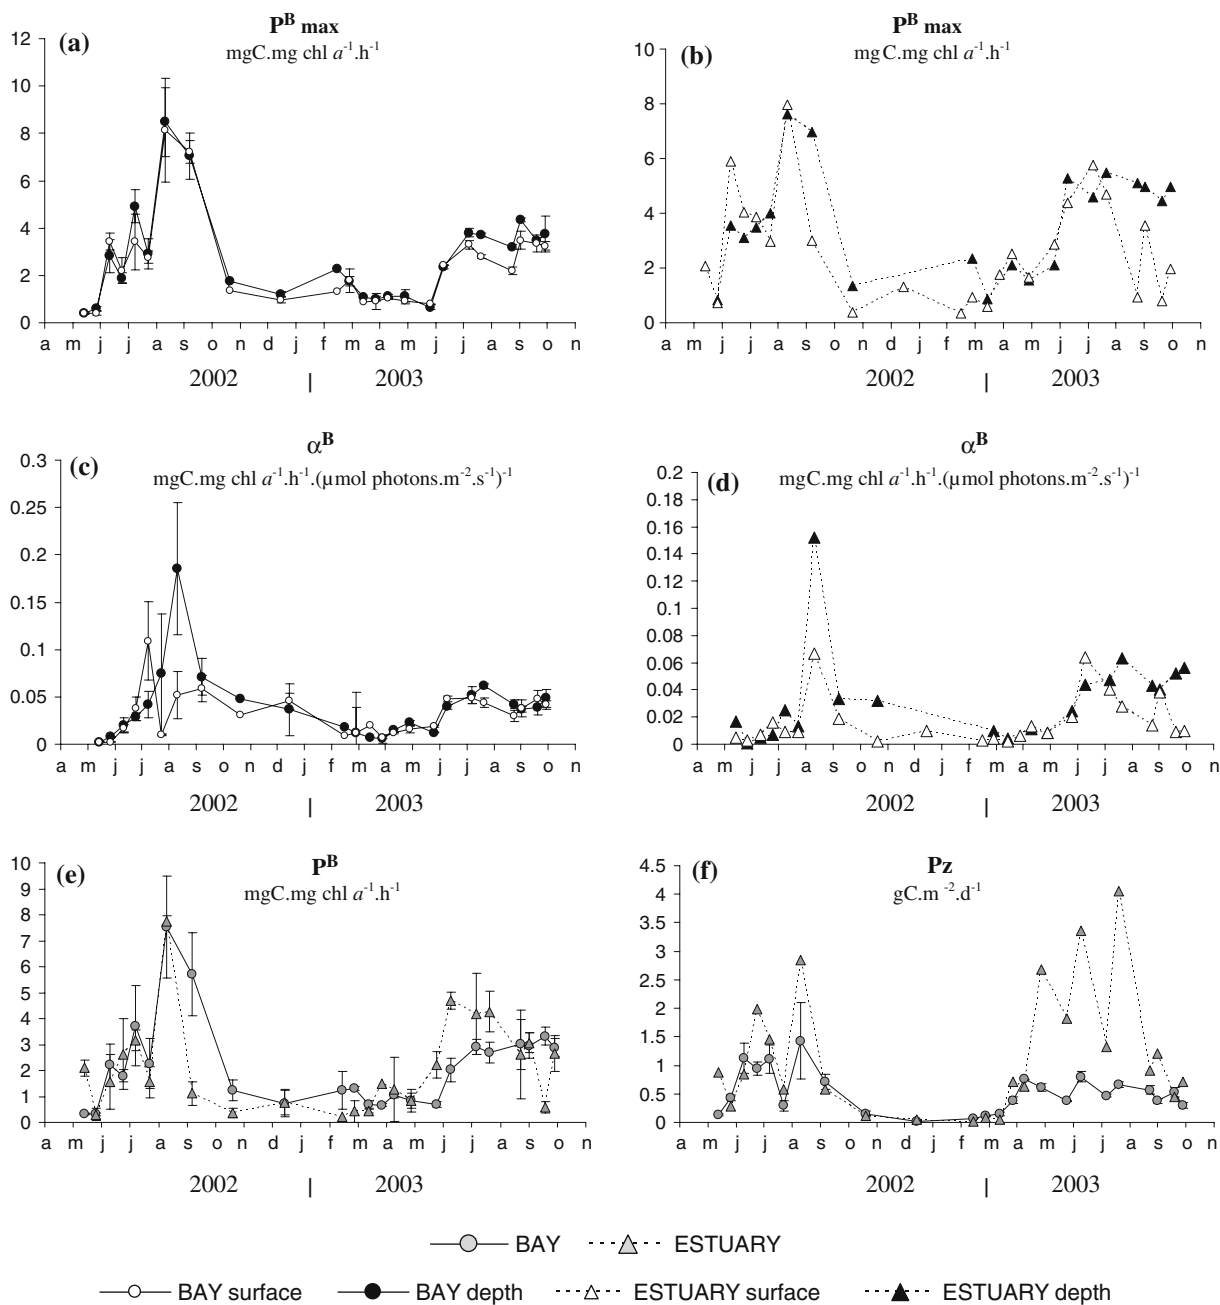 (a)
P^B max
mgC.mg chl a^-1.h^-1
12
10
8
6
4
2
0
a m j j a s o n d j f m a m j j a s o n
2002 | 2003
(b)
P^B max
mgC.mg chl a^-1.h^-1
10
8
6
4
2
0
a m j j a s o n d j f m a m j j a s o n
2002 | 2003
(c)
α^B
mgC.mg chl a^-1.h^-1.(µmol photons.m^-2.s^-1)^-1
0.3
0.25
0.2
0.15
0.1
0.05
0
a m j j a s o n d j f m a m j j a s o n
2002 | 2003
(d)
α^B
mgC.mg chl a^-1.h^-1.(µmol photons.m^-2.s^-1)^-1
0.2
0.18
0.16
0.14
0.12
0.1
0.08
0.06
0.04
0.02
0
a m j j a s o n d j f m a m j j a s o n
2002 | 2003
(e)
P^B
mgC.mg chl a^-1.h^-1
10
9
8
7
6
5
4
3
2
1
0
a m j j a s o n d j f m a m j j a s o n
2002 | 2003
(f)
Pz
gC.m^-2.d^-1
4.5
4
3.5
3
2.5
2
1.5
1
0.5
0
a m j j a s o n d j f m a m j j a s o n
2002 | 2003
BAY ESTUARY
BAY surface BAY depth ESTUARY surface ESTUARY depth